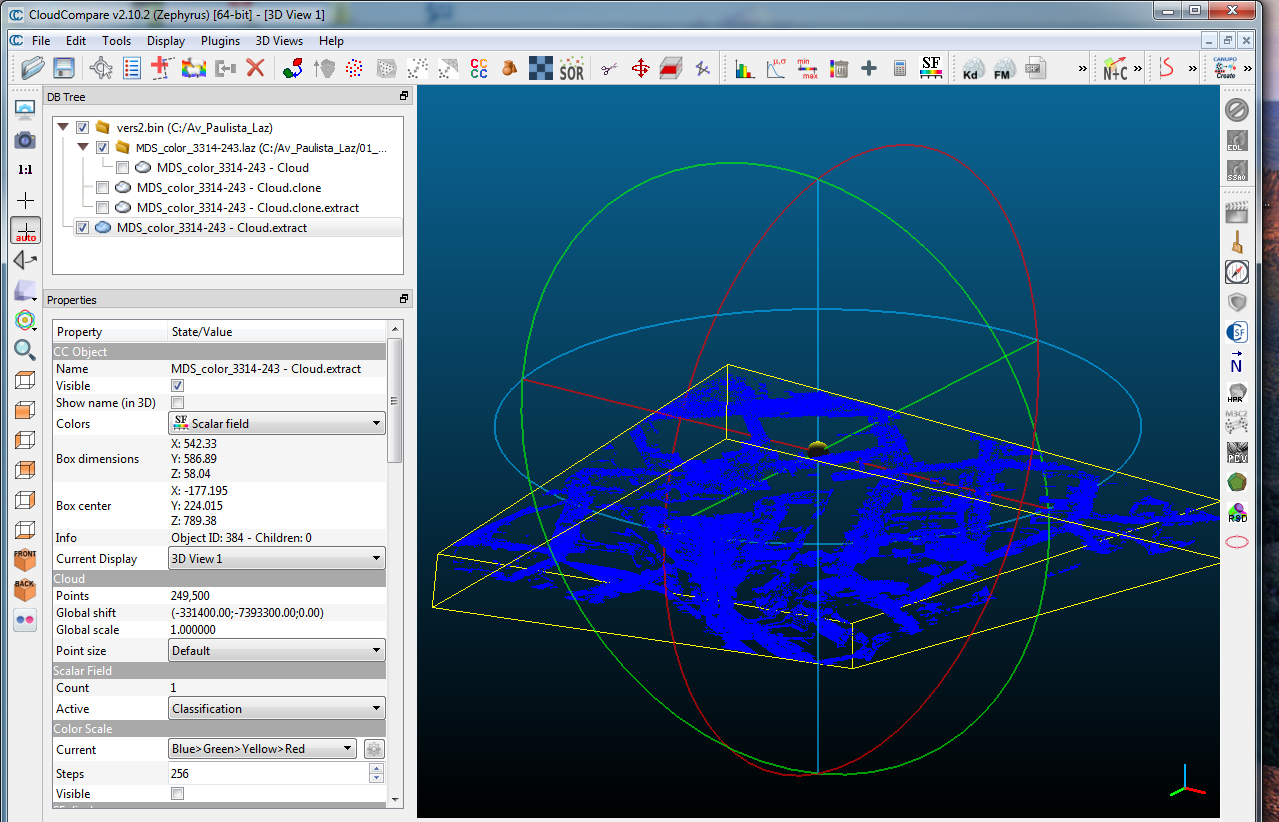 CloudCompare v2.10.2 (Zephyrus) [64-bit] - [3D View 1]
File Edit Tools Display Plugins 3D Views Help
CC
CC
SOR
μ,σ
min
max
SF
Kd
FM
N+C
CANUPO
Create
DB Tree
vers2.bin (C:/Av_Paulista_Laz)
MDS_color_3314-243.laz (C:/Av_Paulista_Laz/01_...
MDS_color_3314-243 - Cloud
MDS_color_3314-243 - Cloud.clone
MDS_color_3314-243 - Cloud.clone.extract
MDS_color_3314-243 - Cloud.extract
1:1
auto
FRONT
BACK
Properties
Property State/Value
CC Object
Name MDS_color_3314-243 - Cloud.extract
Visible
Show name (in 3D)
Colors SF Scalar field
Box dimensions X: 542.33
Y: 586.89
Z: 58.04
Box center X: -177.195
Y: 224.015
Z: 789.38
Info Object ID: 384 - Children: 0
Current Display 3D View 1
Cloud
Points 249,500
Global shift (-331400.00;-7393300.00;0.00)
Global scale 1.000000
Point size Default
Scalar Field
Count 1
Active Classification
Color Scale
Current Blue>Green>Yellow>Red
Steps 256
Visible
EDL
SSAO
SF
N
HPR
M3C2
PCV
RSD